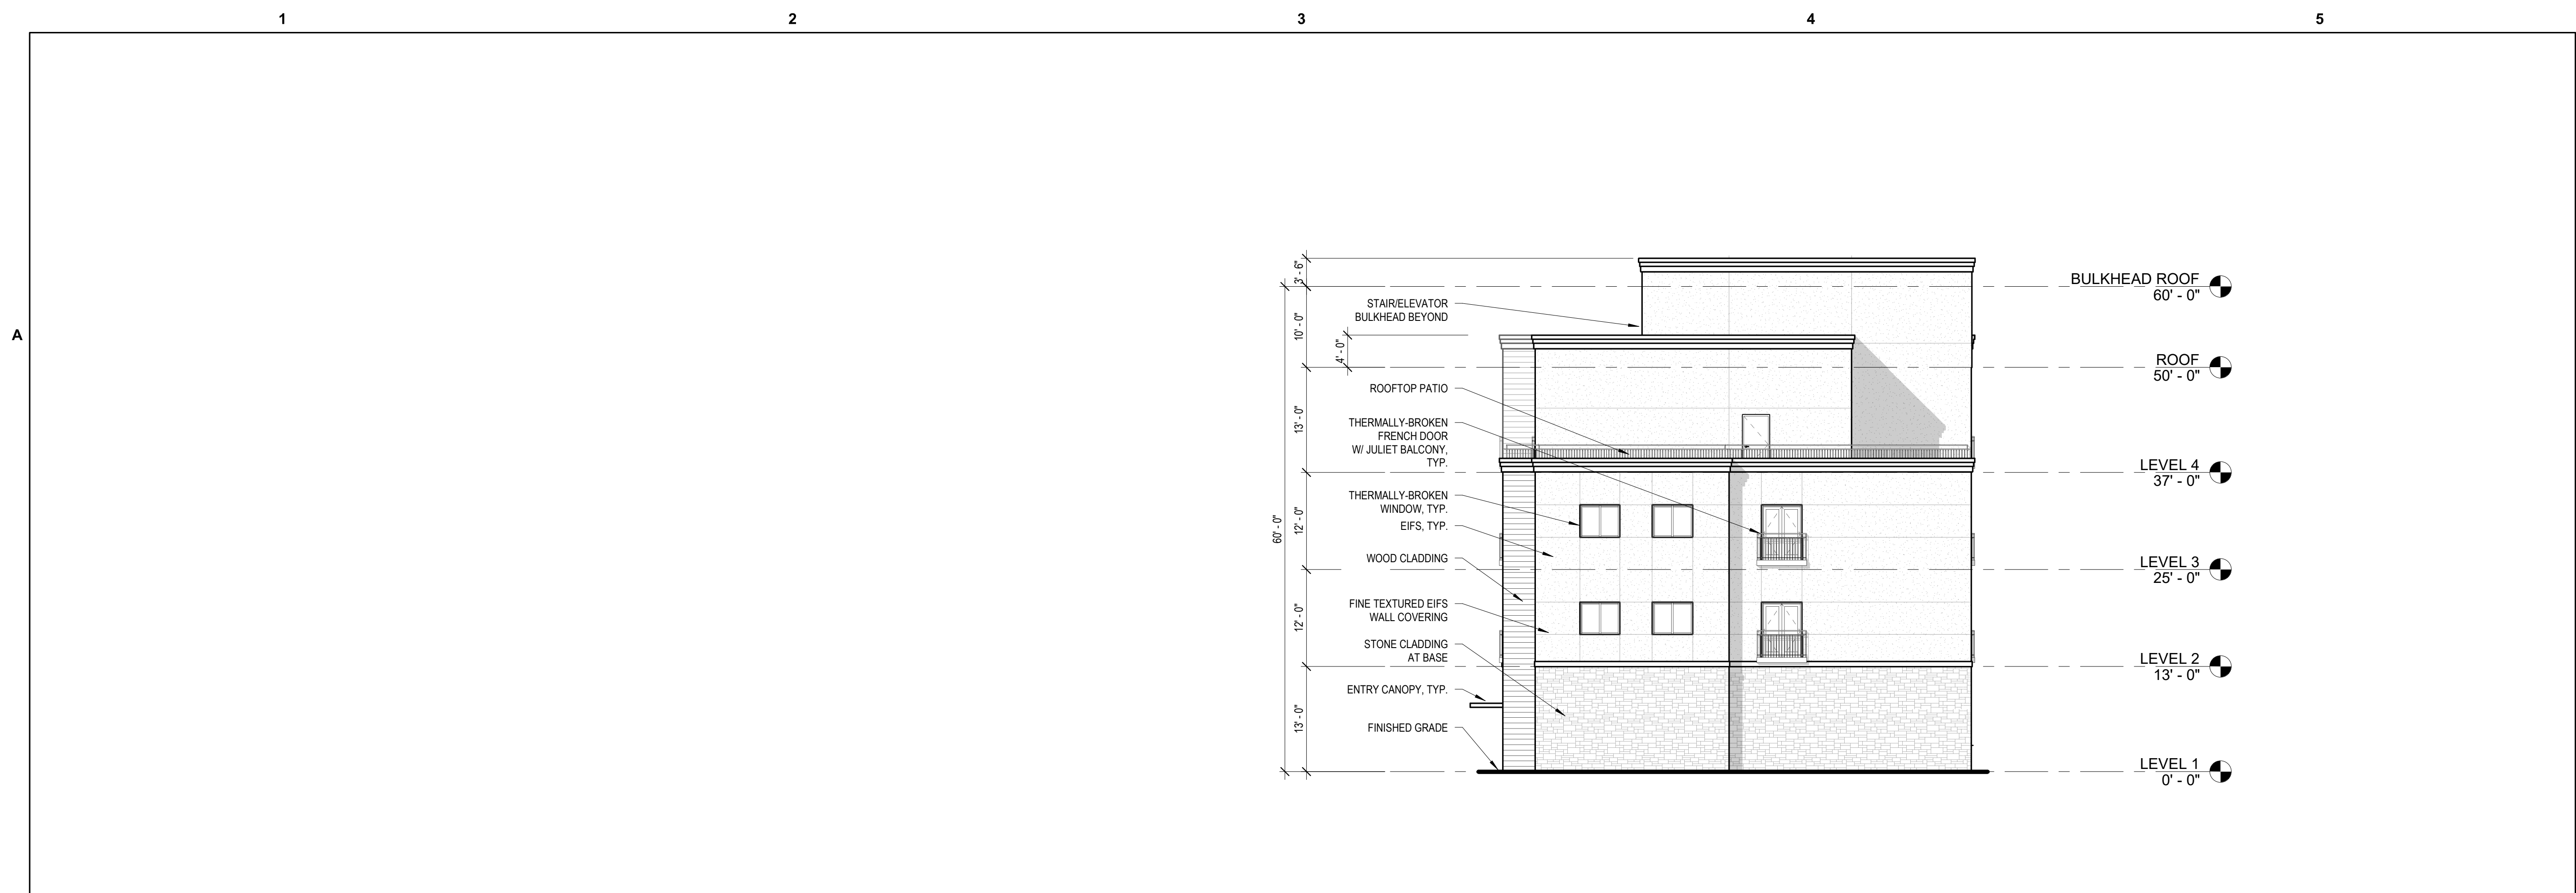 1
2
3
4
5
A
3' - 6"
10' - 0"
4' - 0"
13' - 0"
12' - 0"
60' - 0"
12' - 0"
13' - 0"
STAIR/ELEVATOR
BULKHEAD BEYOND
ROOFTOP PATIO
THERMALLY-BROKEN
FRENCH DOOR
W/ JULIET BALCONY,
TYP.
THERMALLY-BROKEN
WINDOW, TYP.
EIFS, TYP.
WOOD CLADDING
FINE TEXTURED EIFS
WALL COVERING
STONE CLADDING
AT BASE
ENTRY CANOPY, TYP.
FINISHED GRADE
BULKHEAD ROOF
60' - 0"
ROOF
50' - 0"
LEVEL 4
37' - 0"
LEVEL 3
25' - 0"
LEVEL 2
13' - 0"
LEVEL 1
0' - 0"